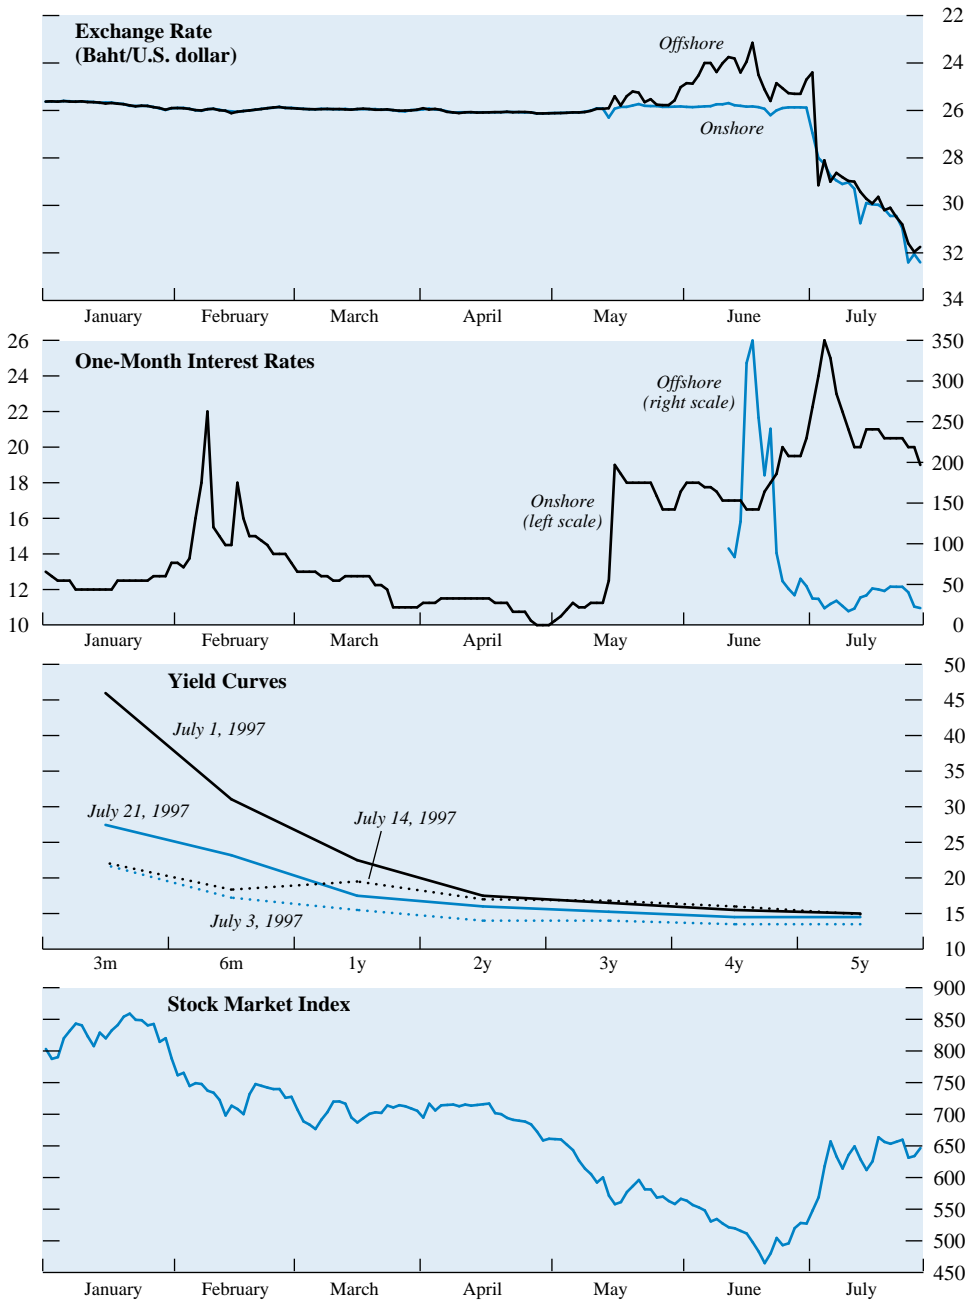 Exchange Rate
(Baht/U.S. dollar)
Offshore
Onshore
22
24
26
28
30
32
34
January February March April May June July
One-Month Interest Rates
Offshore
(right scale)
Onshore
(left scale)
26
24
22
20
18
16
14
12
10
350
300
250
200
150
100
50
0
January February March April May June July
Yield Curves
July 1, 1997
July 21, 1997
July 14, 1997
July 3, 1997
50
45
40
35
30
25
20
15
10
3m 6m 1y 2y 3y 4y 5y
Stock Market Index
900
850
800
750
700
650
600
550
500
450
January February March April May June July